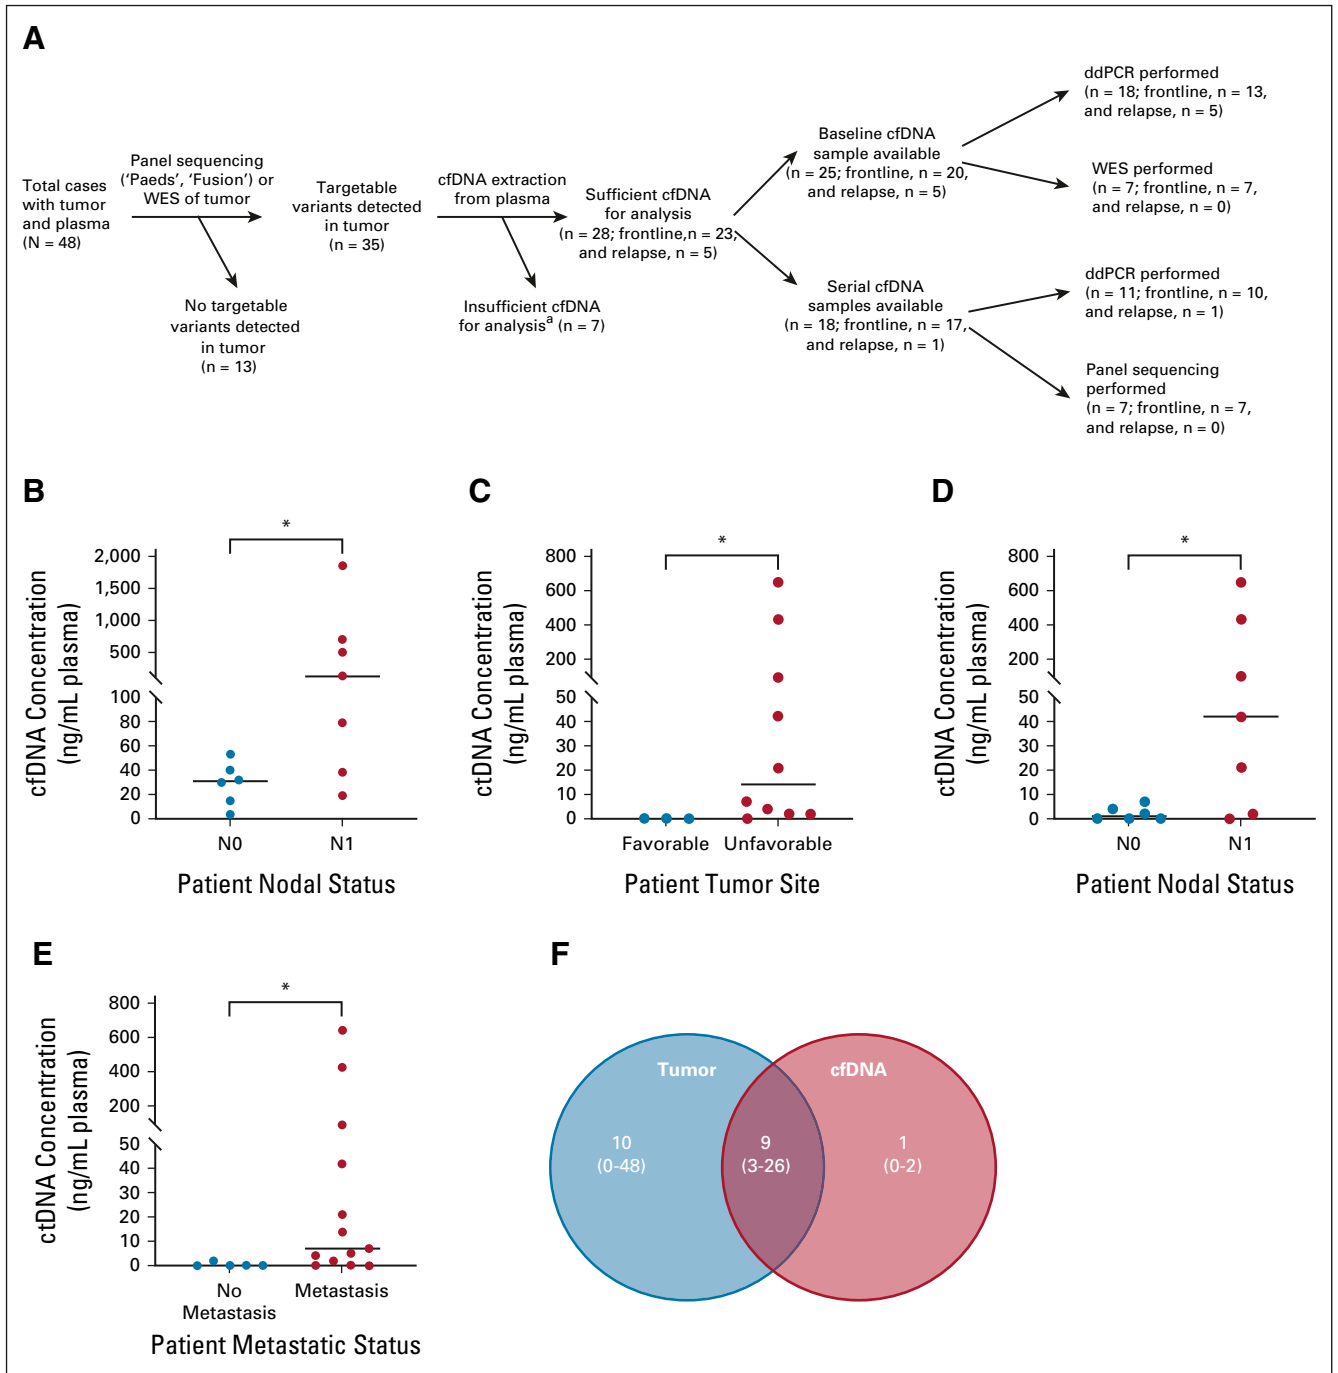 A
Total cases
with tumor
and plasma
(N = 48)
Panel sequencing
(‘Paeds’, ‘Fusion’) or
WES of tumor
No targetable
variants detected
in tumor
(n = 13)
Targetable
variants detected
in tumor
(n = 35)
cfDNA extraction
from plasma
Insufficient cfDNA
for analysisᵃ (n = 7)
Sufficient cfDNA
for analysis
(n = 28; frontline,n = 23,
and relapse, n = 5)
Baseline cfDNA
sample available
(n = 25; frontline, n = 20,
and relapse, n = 5)
Serial cfDNA
samples available
(n = 18; frontline, n = 17,
and relapse, n = 1)
ddPCR performed
(n = 18; frontline, n = 13,
and relapse, n = 5)
WES performed
(n = 7; frontline, n = 7,
and relapse, n = 0)
ddPCR performed
(n = 11; frontline, n = 10,
and relapse, n = 1)
Panel sequencing
performed
(n = 7; frontline, n = 7,
and relapse, n = 0)
B
cfDNA Concentration
(ng/mL plasma)
2,000
1,500
1,000
500
100
80
60
40
20
0
*
N0 N1
Patient Nodal Status
C
ctDNA Concentration
(ng/mL plasma)
800
600
400
200
50
40
30
20
10
0
*
Favorable Unfavorable
Patient Tumor Site
D
ctDNA Concentration
(ng/mL plasma)
800
600
400
200
50
40
30
20
10
0
*
N0 N1
Patient Nodal Status
E
ctDNA Concentration
(ng/mL plasma)
800
600
400
200
50
40
30
20
10
0
*
No
Metastasis
Metastasis
Patient Metastatic Status
F
Tumor cfDNA
10 9 1
(0-48) (3-26) (0-2)